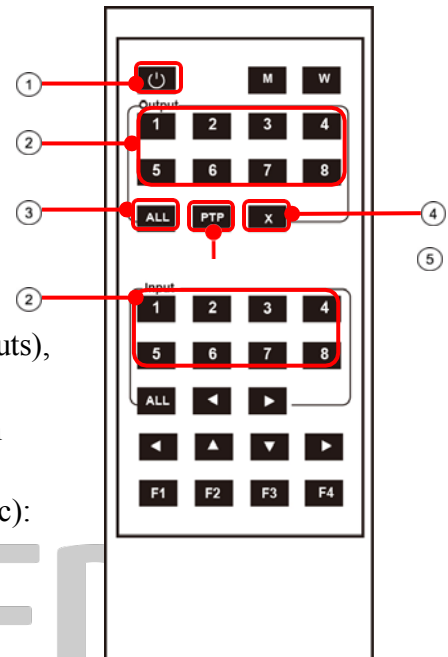 ①
M W
Output
② 1 2 3 4
5 6 7 8
③ ALL PTP X ④
⑤
Input
② 1 2 3 4
uts),
5 6 7 8
ALL ◄ ►
◄ ▲ ▼ ►
F1 F2 F3 F4
c):